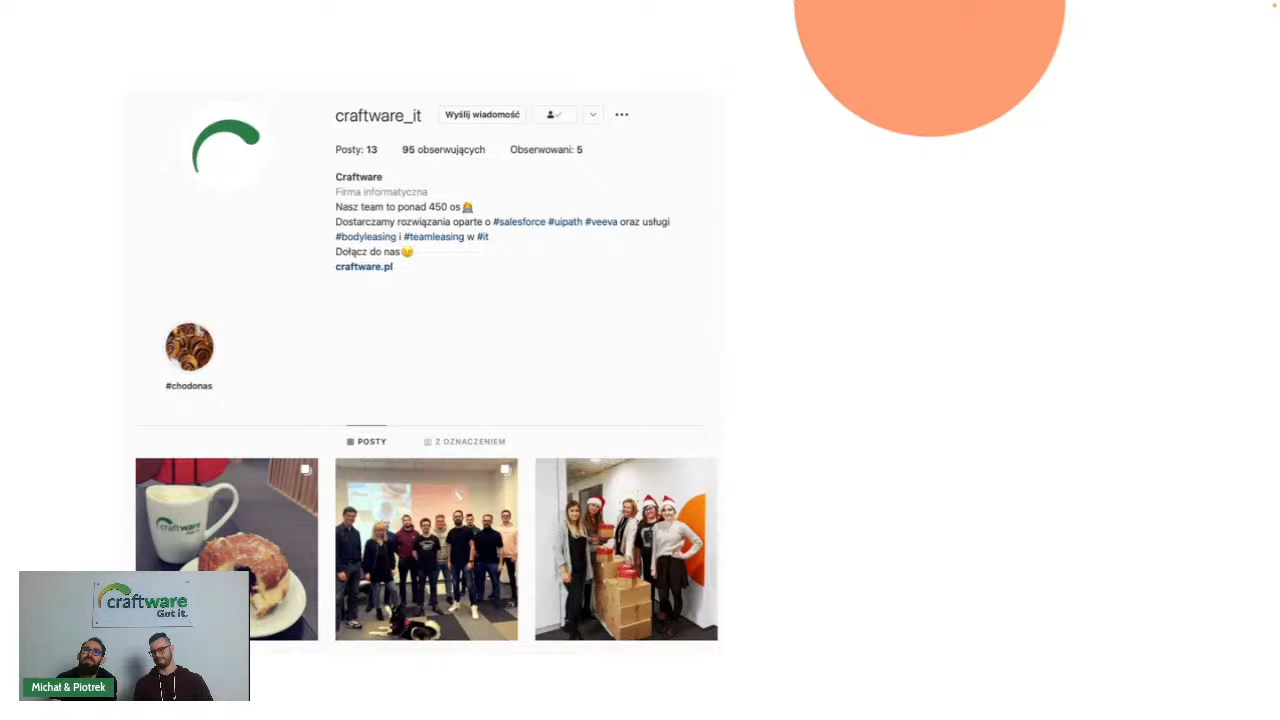 craftware_it Wyślij wiadomość
Posty: 13 95 obserwujących Obserwowani: 5
Craftware
Firma informatyczna
Nasz team to ponad 450 os
Dostarczamy rozwiązania oparte o #salesforce #uipath #veeva oraz usługi
#bodyleasing i #teamleasing w #it
Dołącz do nas
craftware.pl
#chodonas
POSTY Z OZNACZENIEM
craftware
craftware
Got it.
Michał & Piotrek